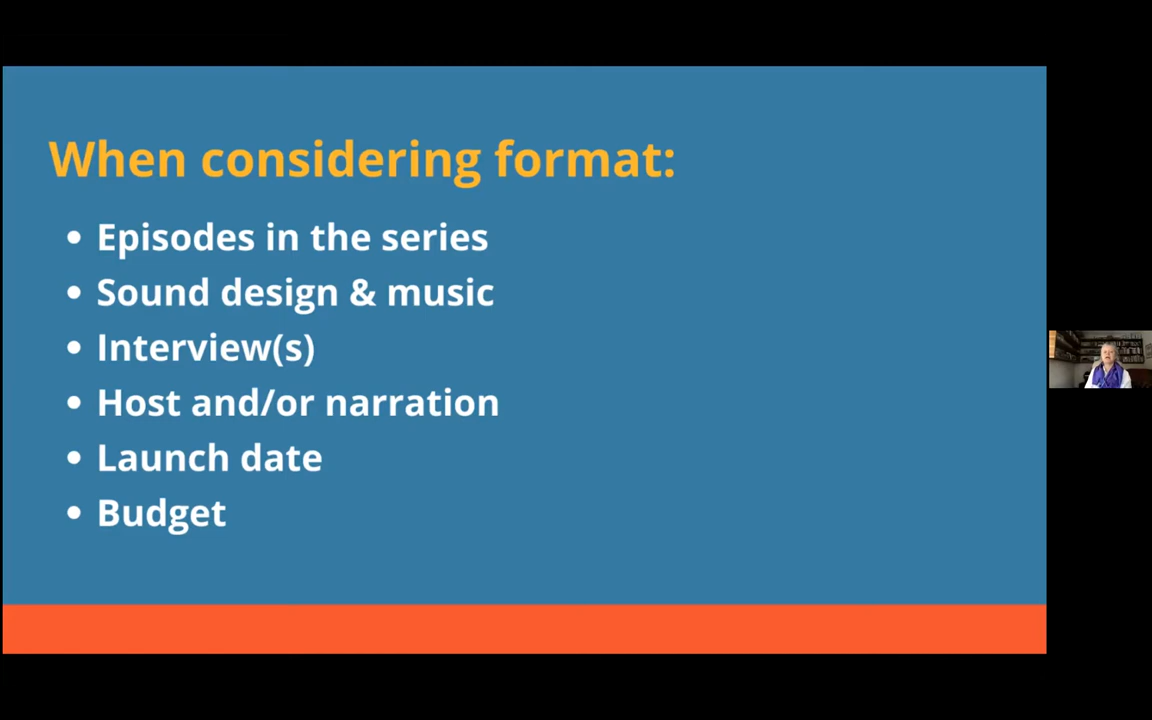 When considering format:
Episodes in the series
Sound design & music
Interview(s)
Host and/or narration
Launch date
Budget